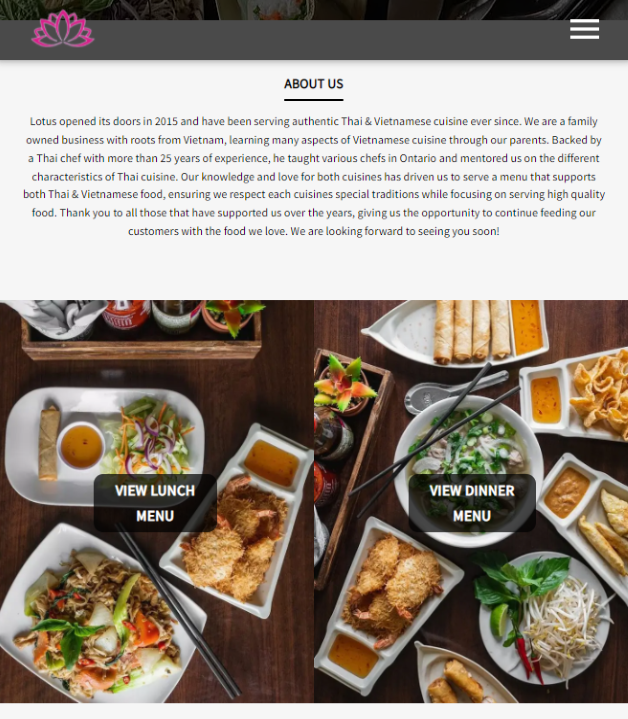 ABOUT US
Lotus opened its doors in 2015 and have been serving authentic Thai & Vietnamese cuisine ever since. We are a family
owned business with roots from Vietnam, learning many aspects of Vietnamese cuisine through our parents. Backed by
a Thai chef with more than 25 years of experience, he taught various chefs in Ontario and mentored us on the different
characteristics of Thai cuisine. Our knowledge and love for both cuisines has driven us to serve a menu that supports
both Thai & Vietnamese food, ensuring we respect each cuisines special traditions while focusing on serving high quality
food. Thank you to all those that have supported us over the years, giving us the opportunity to continue feeding our
customers with the food we love. We are looking forward to seeing you soon!
VIEW LUNCH
MENU
VIEW DINNER
MENU